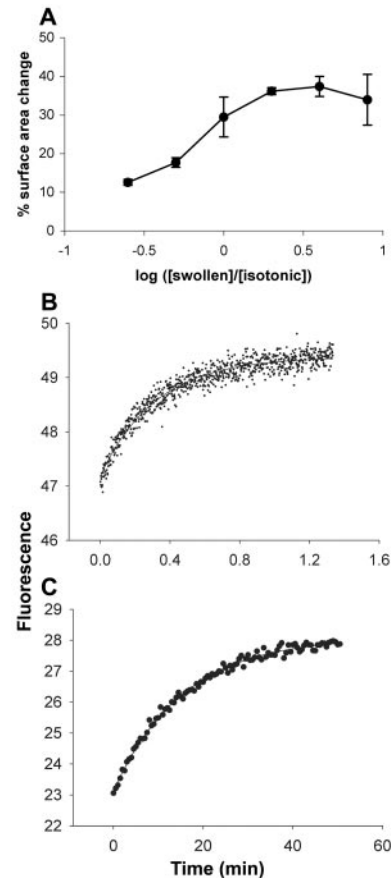 A
50
40
30
20
10
0
% surface area change
-1 -0.5 0 0.5 1
log ([swollen]/[isotonic])
B
50
49
48
47
46
0.0 0.4 0.8 1.2 1.6
Fluorescence
C
29
28
27
26
25
24
23
22
0 20 40 60
Time (min)